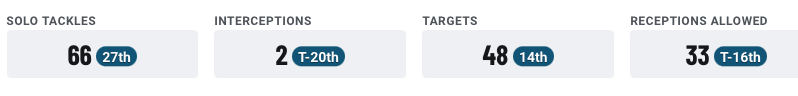 SOLO TACKLES INTERCEPTIONS TARGETS RECEPTIONS ALLOWED
66 27th 2 T-20th 48 14th 33 T-16th